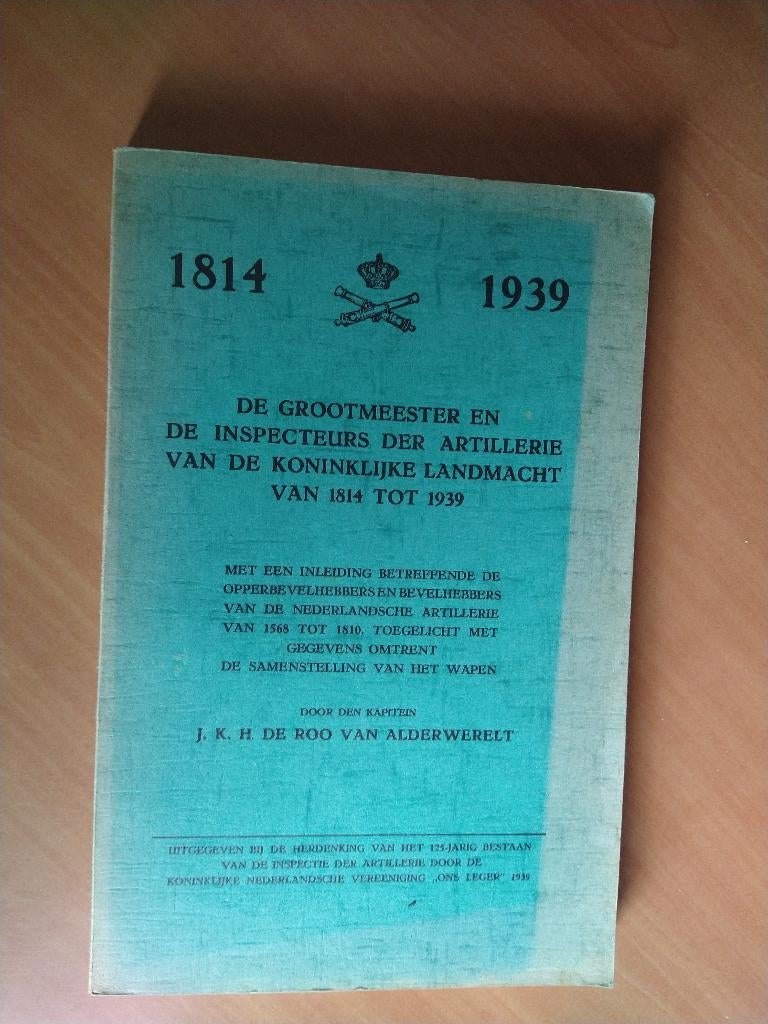 1814 1939
DE GROOTMEESTER EN
DE INSPECTEURS DER ARTILLERIE
VAN DE KONINKLIJKE LANDMACHT
VAN 1814 TOT 1939
MET EEN INLEIDING BETREFFENDE DE
OPPERBEVELHEBBERS EN BEVELHEBBERS
VAN DE NEDERLANDSCHE ARTILLERIE
VAN 1568 TOT 1810, TOEGELICHT MET
GEGEVENS OMTRENT
DE SAMENSTELLING VAN HET WAPEN
DOOR DEN KAPITEIN
J. K. H. DE ROO VAN ALDERWERELT
UITGEGEVEN BIJ DE HERDENKING VAN HET 125-JARIG BESTAAN
VAN DE INSPECTIE DER ARTILLERIE DOOR DE
KONINKLIJKE NEDERLANDSCHE VEREENIGING „ONS LEGER" 1939